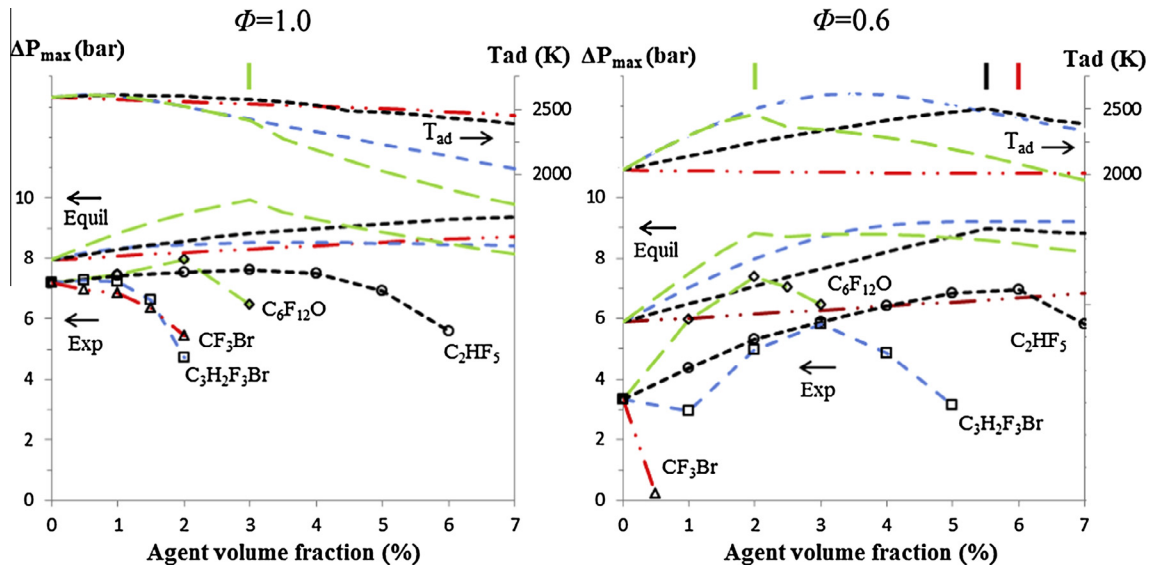 Φ=1.0
ΔPmax (bar)
Tad (K)
2500
Tad
2000
10
Equil
8
6
Exp
4
2
0
C6F12O
CF3Br
C3H2F3Br
C2HF5
0 1 2 3 4 5 6 7
Agent volume fraction (%)
Φ=0.6
ΔPmax (bar)
Tad (K)
2500
Tad
2000
10
Equil
8
6
4
2
0
C6F12O
C2HF5
Exp
C3H2F3Br
CF3Br
0 1 2 3 4 5 6 7
Agent volume fraction (%)